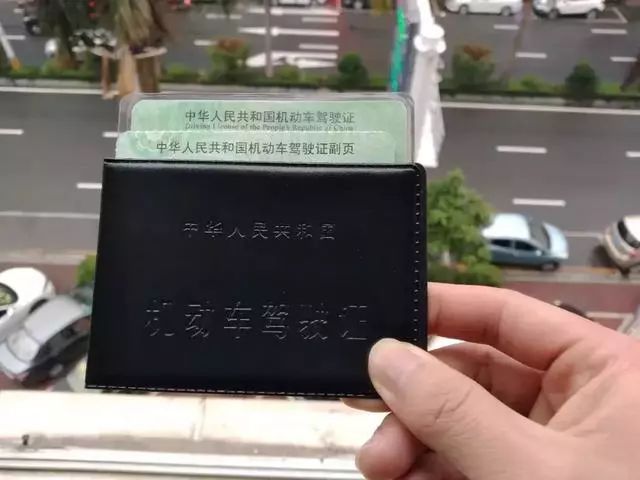 中华人民共和国机动车驾驶证
Driving License of the People's Republic of China
中华人民共和国机动车驾驶证副页
中华人民共和国
机动车驾驶证